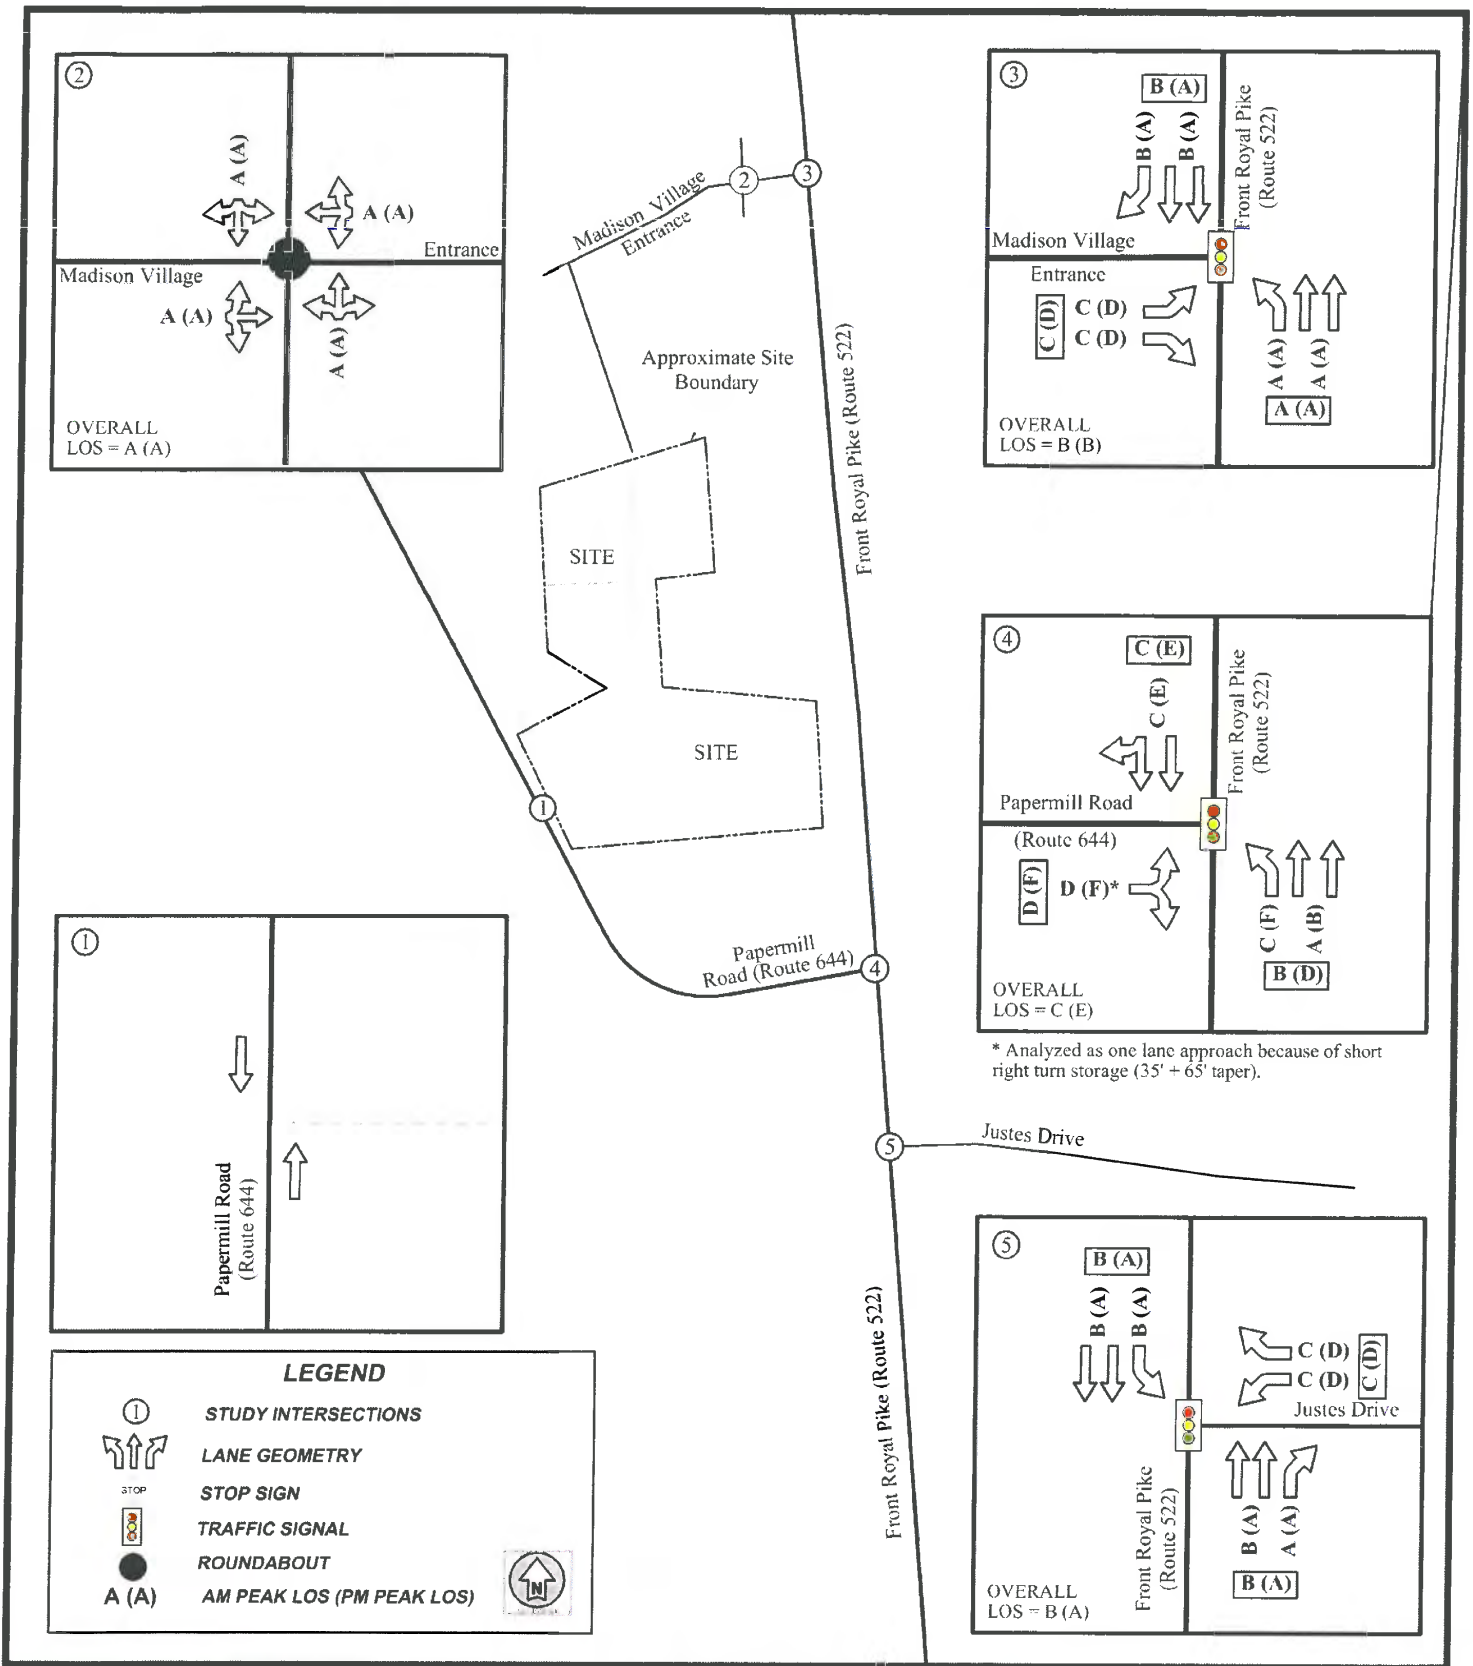 2
A (A)
A (A)
Entrance
Madison Village
A (A)
A (A)
OVERALL
LOS = A (A)
Madison Village
Entrance
2
3
Approximate Site
Boundary
Front Royal Pike (Route 522)
SITE
SITE
1
Papermill
Road (Route 644)
4
5
Justes Drive
Front Royal Pike (Route 522)
3
B (A)
B (A)
B (A)
Front Royal Pike
(Route 522)
Madison Village
Entrance
C (D)
C (D)
C (D)
A (A)
A (A)
A (A)
OVERALL
LOS = B (B)
4
C (E)
C (E)
Front Royal Pike
(Route 522)
Papermill Road
(Route 644)
D (F)
D (F)*
C (F)
A (B)
B (D)
OVERALL
LOS = C (E)
* Analyzed as one lane approach because of short
right turn storage (35' + 65' taper).
1
Papermill Road
(Route 644)
5
B (A)
B (A)
B (A)
C (D)
C (D)
C (D)
Justes Drive
Front Royal Pike
(Route 522)
B (A)
A (A)
B (A)
OVERALL
LOS = B (A)
LEGEND
1
STUDY INTERSECTIONS
LANE GEOMETRY
STOP
STOP SIGN
TRAFFIC SIGNAL
ROUNDABOUT
A (A)
AM PEAK LOS (PM PEAK LOS)
N